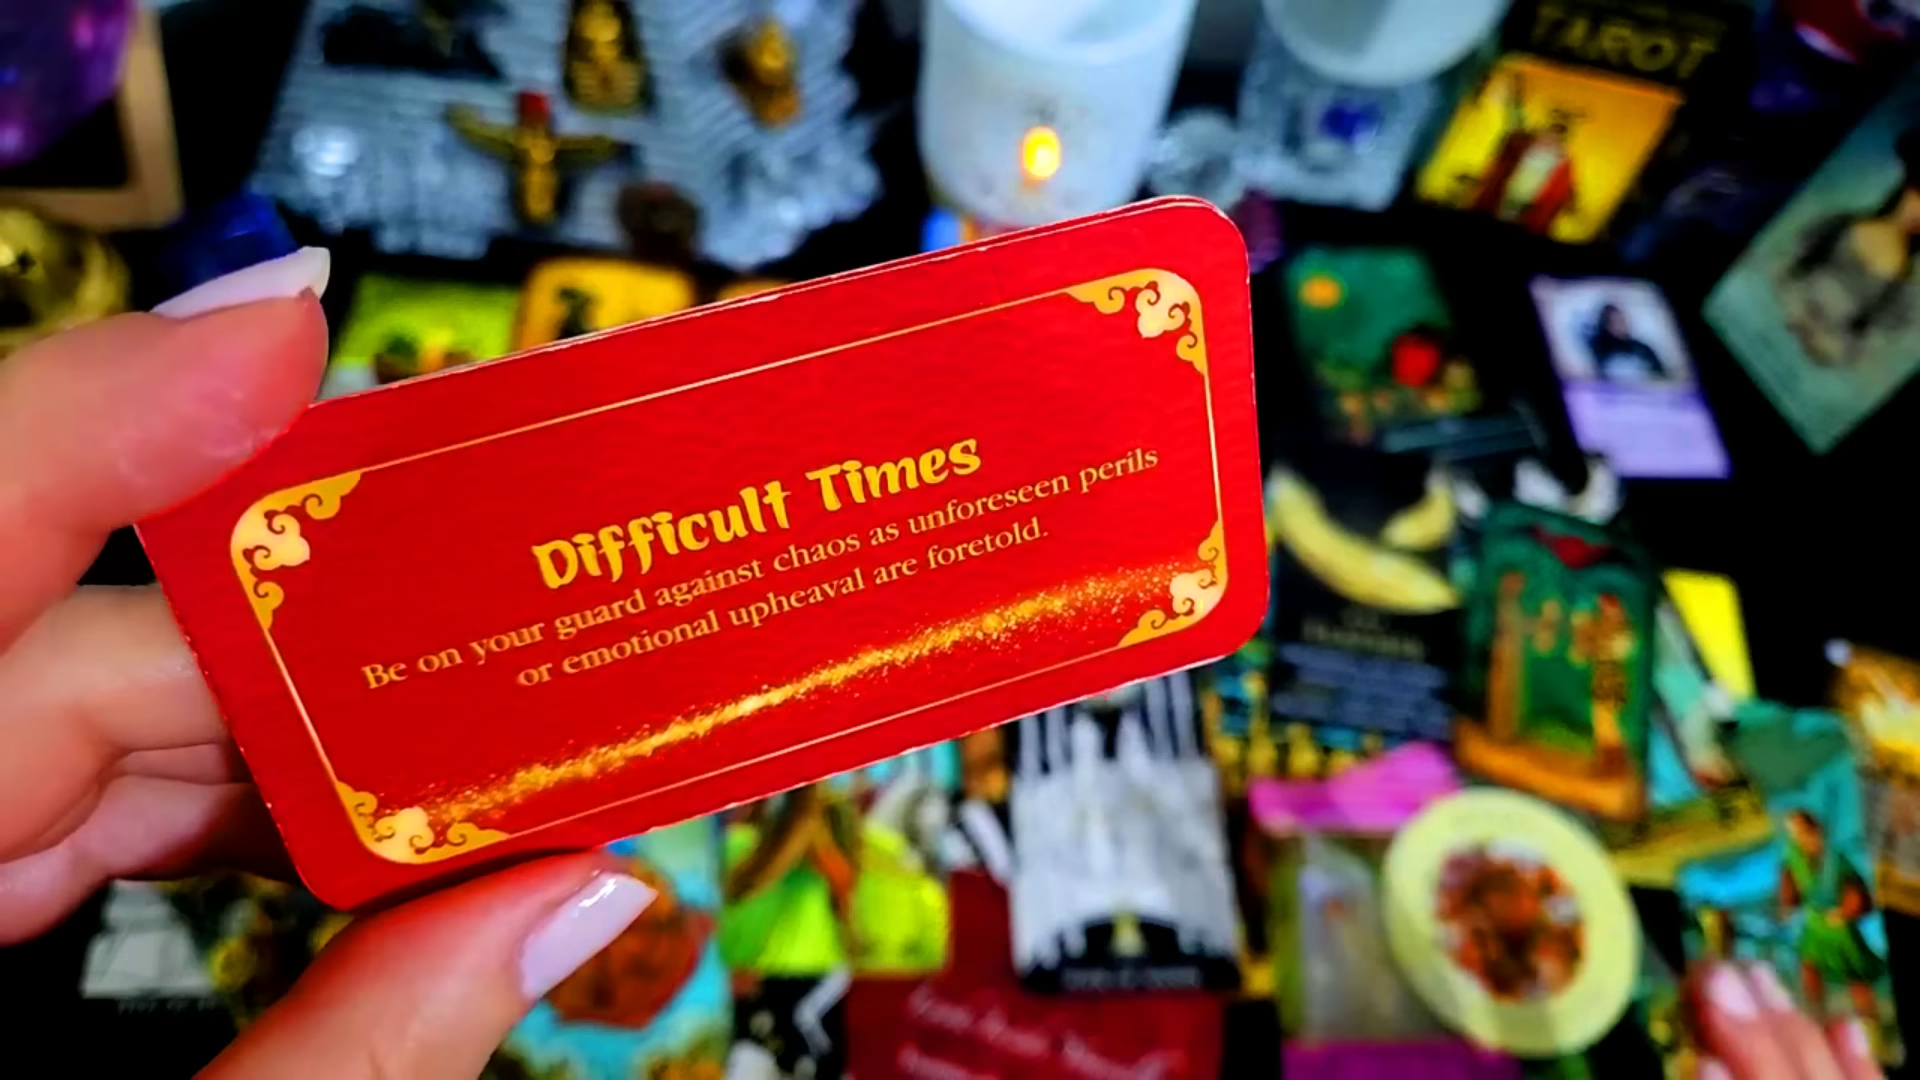 TAROT
Difficult Times
Be on your guard against chaos as unforeseen perils
or emotional upheaval are foretold.